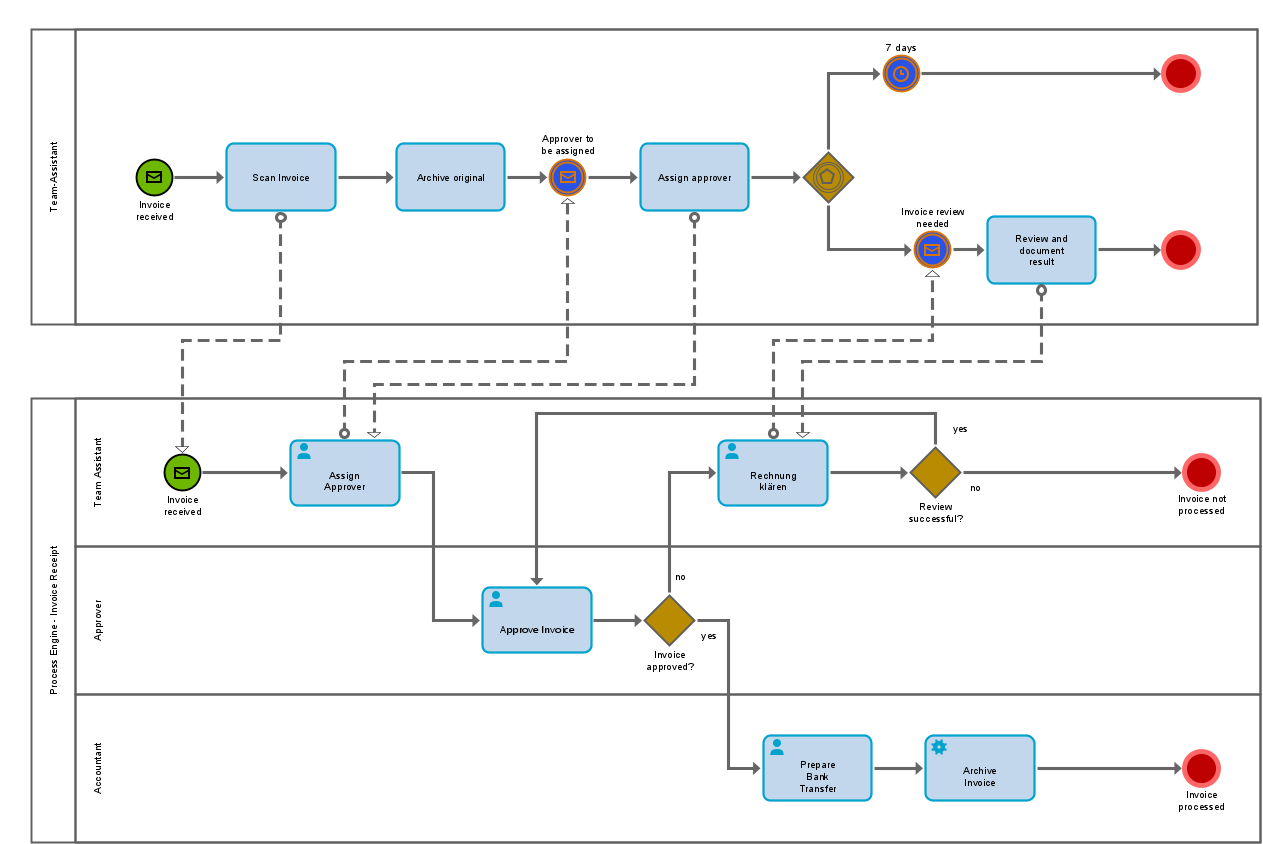 Team-Assistant
7 days
Approver to
be assigned
Scan Invoice
Archive original
Assign approver
Invoice
received
Invoice review
needed
Review and
document
result
Process Engine - Invoice Receipt
Team Assistant
yes
Assign
Approver
Rechnung
klären
no
Invoice
received
Review
successful?
Invoice not
processed
Approver
no
Approve Invoice
yes
Invoice
approved?
Accountant
Prepare
Bank
Transfer
Archive
Invoice
Invoice
processed